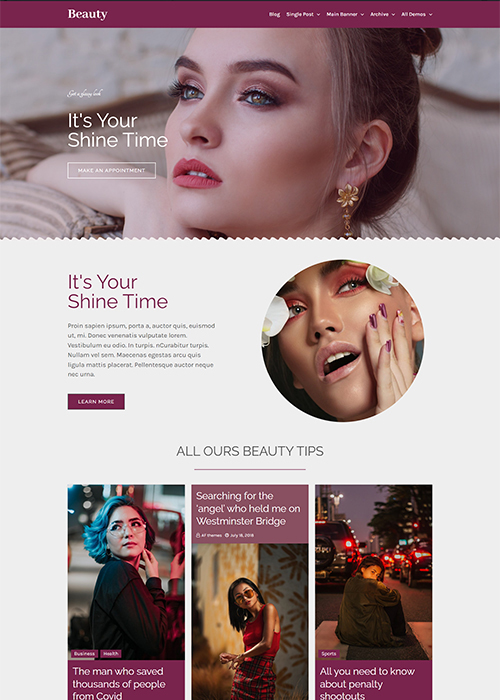 Beauty
Blog Single Post Main Banner Archive All Demos
Get a glossy look
It's Your
Shine Time
MAKE AN APPOINTMENT
It's Your
Shine Time
Proin sapien ipsum, porta a, auctor quis, euismod
ut, mi. Donec venenatis vulputate lorem.
Vestibulum eu odio. In turpis. nCurabitur turpis.
Nullam vel sem. Maecenas egestas arcu quis
ligula mattis placerat. Pellentesque auctor neque
nec urna.
LEARN MORE
ALL OURS BEAUTY TIPS
Business Health
The man who saved
thousands of people
from Covid
Searching for the
'angel' who held me on
Westminster Bridge
AF themes July 18, 2018
Sports
All you need to know
about penalty
shootouts